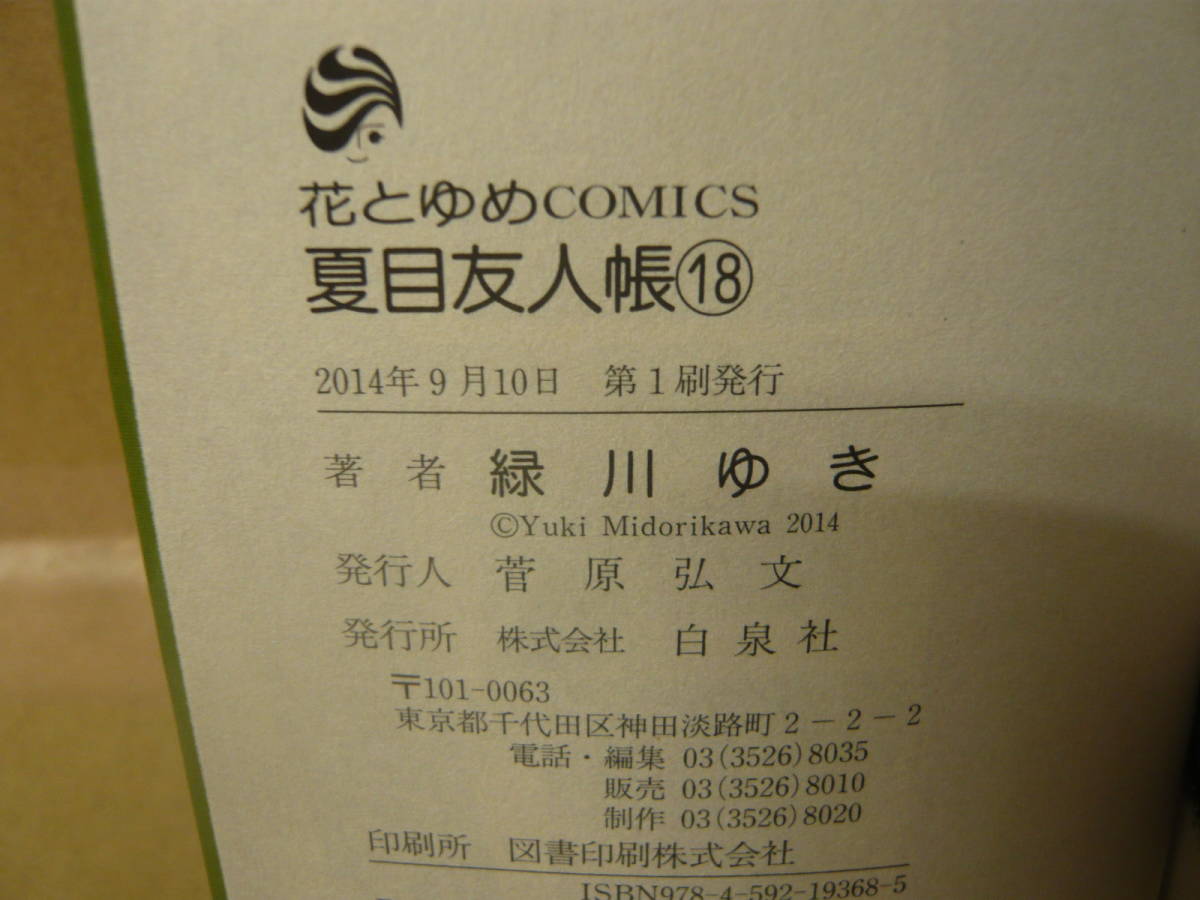 花とゆめCOMICS
夏目友人帳⑱
2014年9月10日 第1刷発行
著者 緑川ゆき
©Yuki Midorikawa 2014
発行人 菅原弘文
発行所 株式会社 白泉社
〒101-0063
東京都千代田区神田淡路町2-2-2
電話・編集 03(3526)8035
販売 03(3526)8010
制作 03(3526)8020
印刷所 図書印刷株式会社
ISBN978-4-592-19368-5